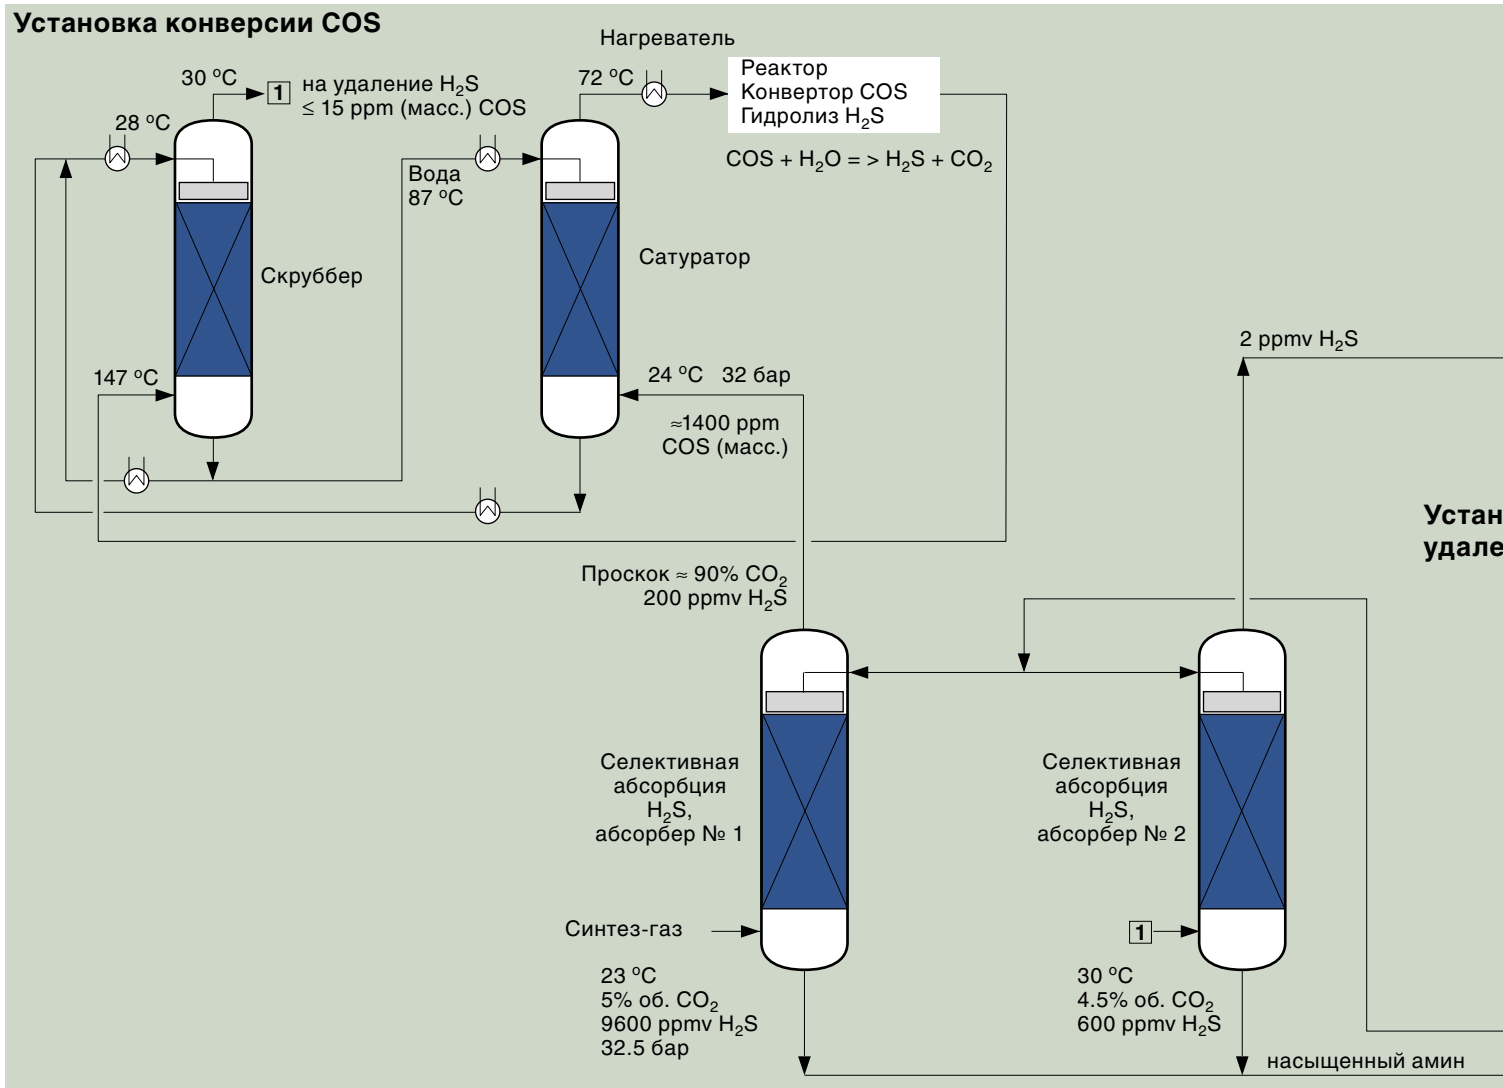 Установка конверсии COS
Нагреватель
30 °C
1
на удаление H₂S
≤ 15 ppm (масс.) COS
72 °C
Реактор
Конвертор COS
Гидролиз H₂S
28 °C
COS + H₂O = > H₂S + CO₂
Вода
87 °C
Скруббер
Сатуратор
147 °C
24 °C 32 бар
≈1400 ppm
COS (масс.)
2 ppmv H₂S
Устан
удале
Проскок ≈ 90% CO₂
200 ppmv H₂S
Селективная
абсорбция
H₂S,
абсорбер № 1
Селективная
абсорбция
H₂S,
абсорбер № 2
Синтез-газ
1
23 °C
5% об. CO₂
9600 ppmv H₂S
32.5 бар
30 °C
4.5% об. CO₂
600 ppmv H₂S
насыщенный амин